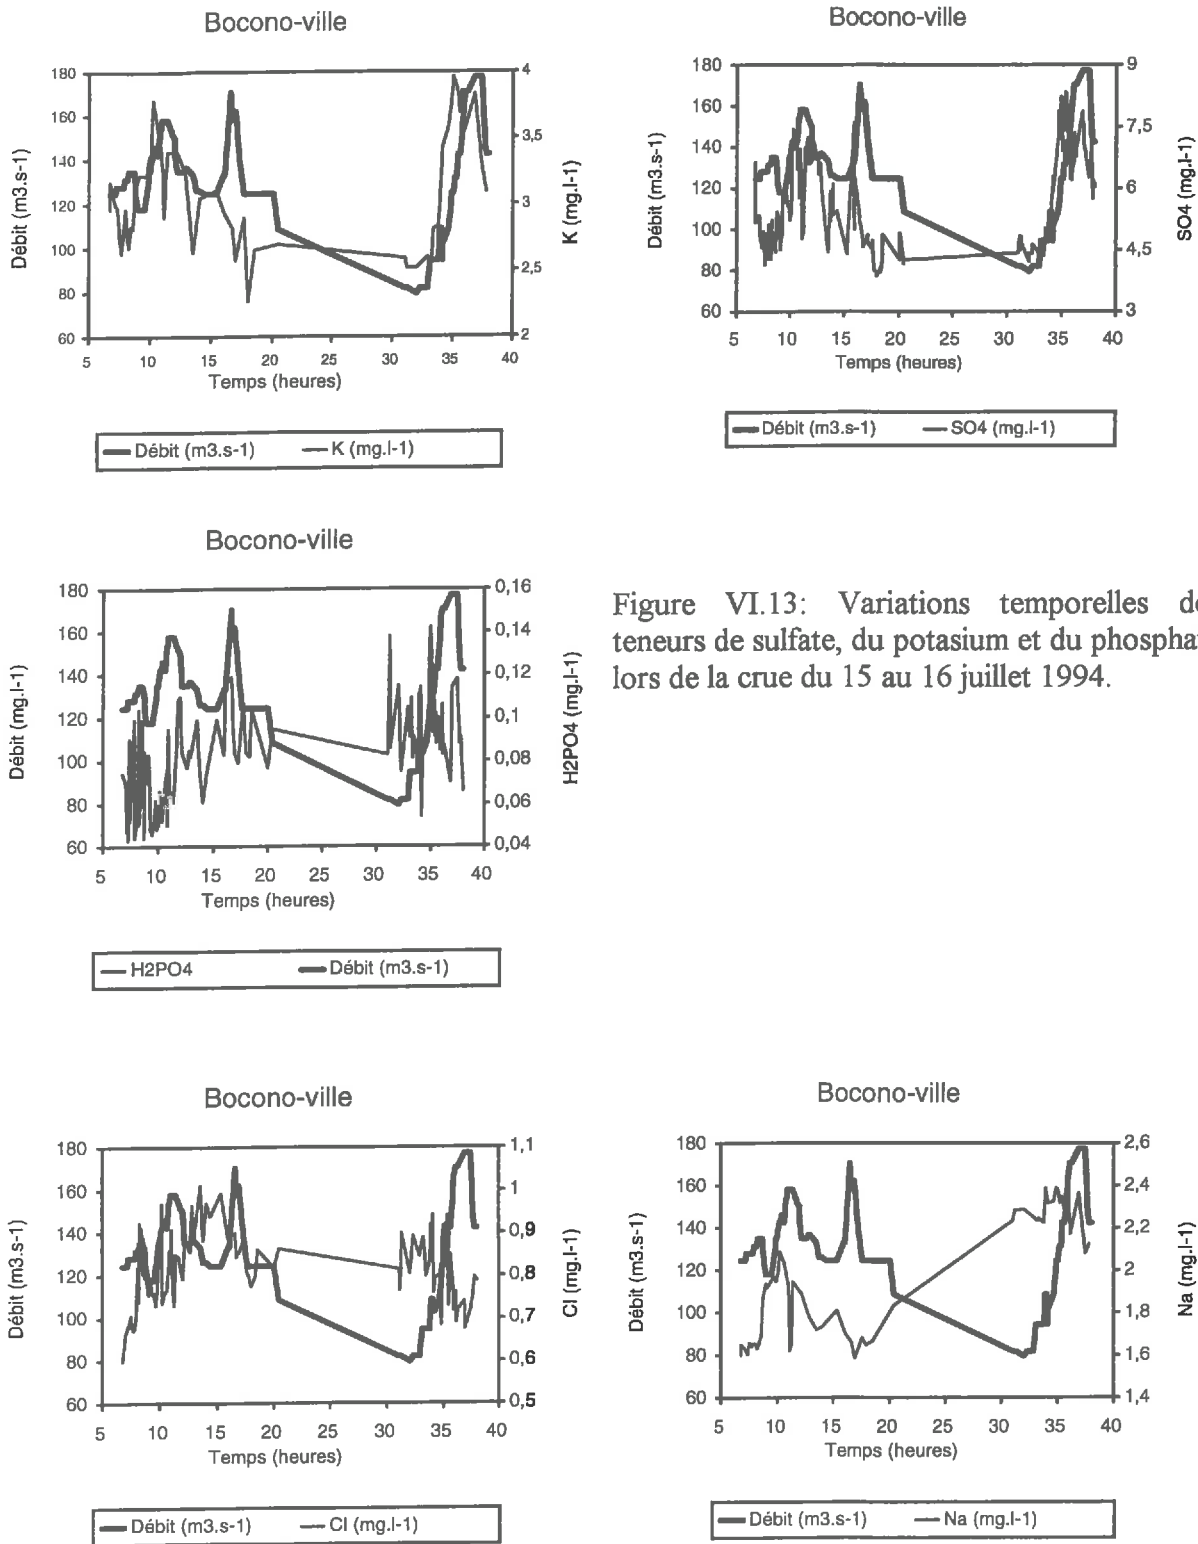 Bocono-ville
180
160
140
120
100
80
60
Débit (m3.s-1)
4
3,5
3
2,5
2
K (mg.l-1)
5 10 15 20 25 30 35 40
Temps (heures)
Débit (m3.s-1) K (mg.l-1)
Bocono-ville
180
160
140
120
100
80
60
Débit (m3.s-1)
9
7,5
6
4,5
3
SO4 (mg.l-1)
5 10 15 20 25 30 35 40
Temps (heures)
Débit (m3.s-1) SO4 (mg.l-1)
Bocono-ville
180
160
140
120
100
80
60
Débit (mg.l-1)
0,16
0,14
0,12
0,1
0,08
0,06
0,04
H2PO4 (mg.l-1)
5 10 15 20 25 30 35 40
Temps (heures)
H2PO4 Débit (m3.s-1)
Figure VI.13: Variations temporelles de
teneurs de sulfate, du potasium et du phospha
lors de la crue du 15 au 16 juillet 1994.
Bocono-ville
180
160
140
120
100
80
60
Débit (m3.s-1)
1,1
1
0,9
0,8
0,7
0,6
0,5
Cl (mg.l-1)
5 10 15 20 25 30 35 40
Temps (heures)
Débit (m3.s-1) Cl (mg.l-1)
Bocono-ville
180
160
140
120
100
80
60
Débit (m3.s-1)
2,6
2,4
2,2
2
1,8
1,6
1,4
Na (mg.l-1)
5 10 15 20 25 30 35 40
Temps (heures)
Débit (m3.s-1) Na (mg.l-1)